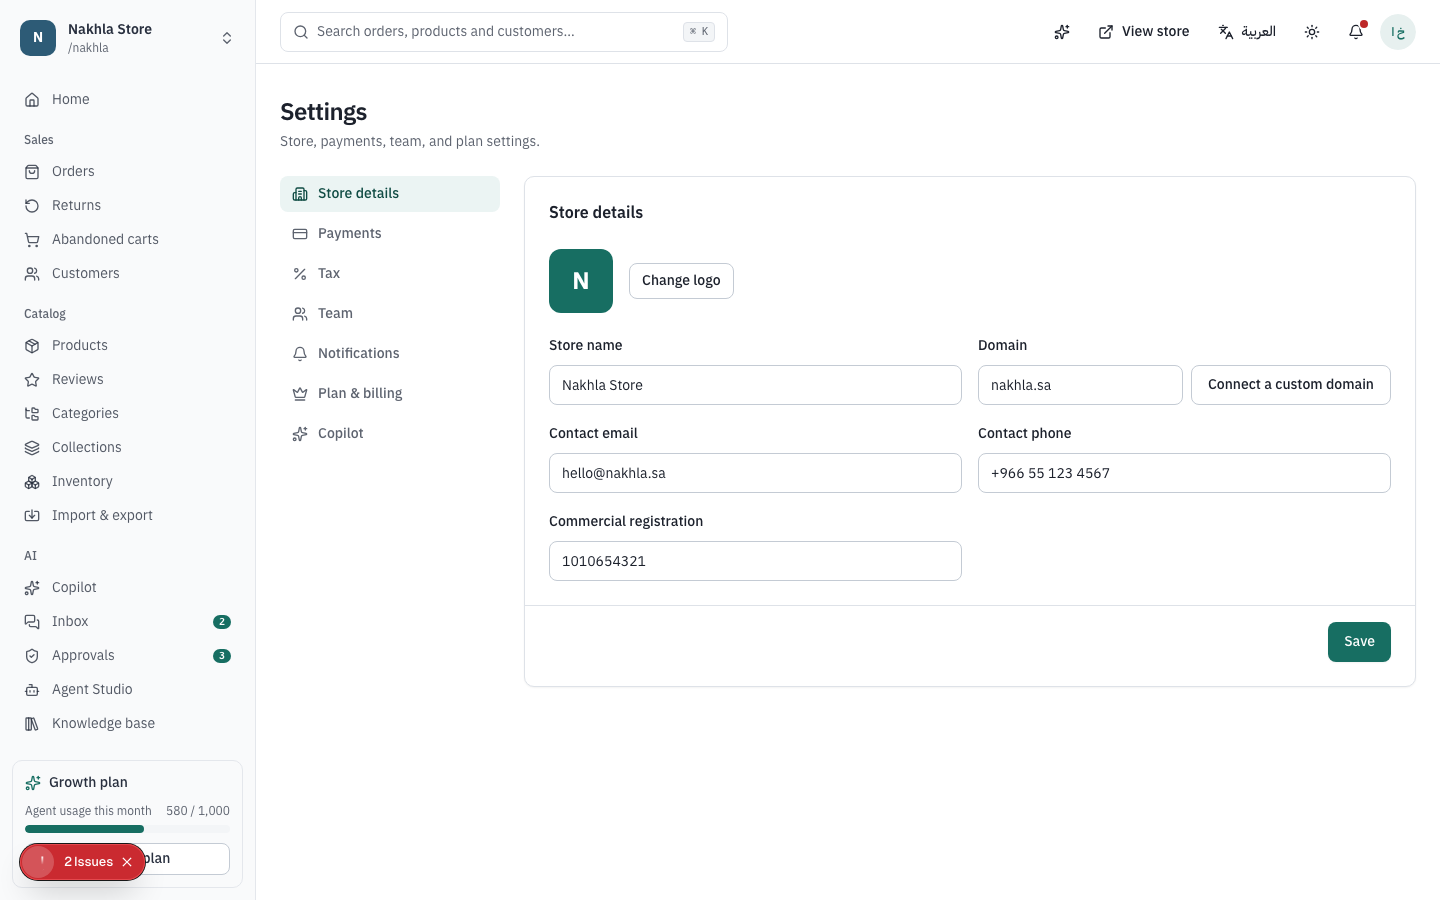 N
Nakhla Store
/nakhla
Search orders, products and customers...
⌘ K
View store
العربية
خ ا
Home
Sales
Orders
Returns
Abandoned carts
Customers
Catalog
Products
Reviews
Categories
Collections
Inventory
Import & export
AI
Copilot
Inbox 2
Approvals 3
Agent Studio
Knowledge base
Growth plan
Agent usage this month 580 / 1,000
plan
2 Issues
Settings
Store, payments, team, and plan settings.
Store details
Payments
Tax
Team
Notifications
Plan & billing
Copilot
Store details
N
Change logo
Store name
Nakhla Store
Domain
nakhla.sa
Connect a custom domain
Contact email
hello@nakhla.sa
Contact phone
+966 55 123 4567
Commercial registration
1010654321
Save